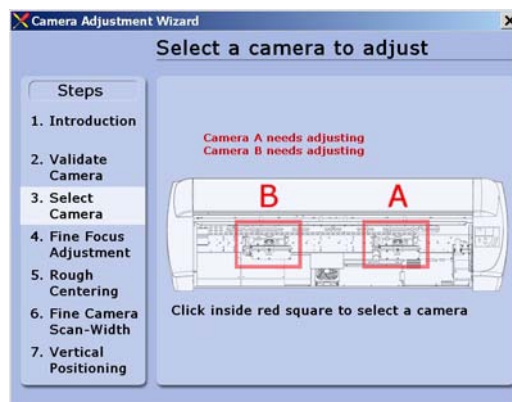 Camera Adjustment Wizard
Select a camera to adjust
Steps
1. Introduction
2. Validate
Camera
3. Select
Camera
4. Fine Focus
Adjustment
5. Rough
Centering
6. Fine Camera
Scan-Width
7. Vertical
Positioning
Camera A needs adjusting
Camera B needs adjusting
B A
Click inside red square to select a camera